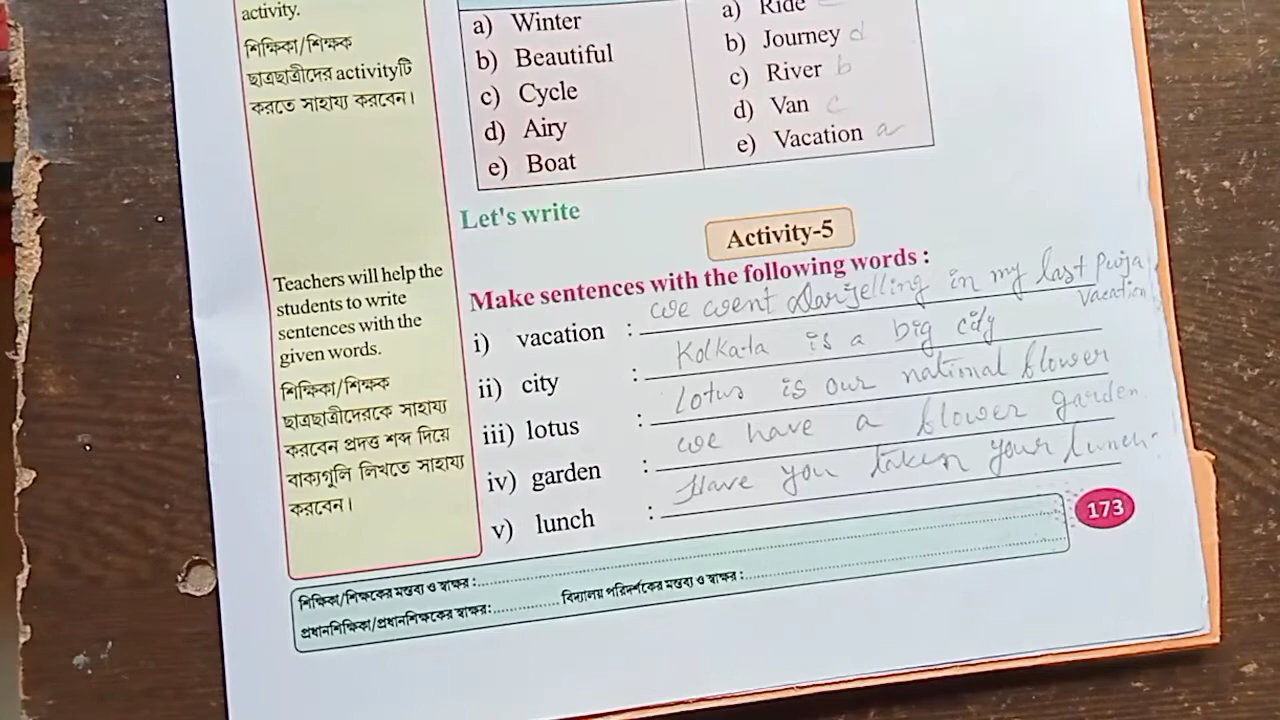 activity.
শিক্ষিকা/শিক্ষক
ছাত্রছাত্রীদের activityটি
করতে সাহায্য করবেন।
a) Winter
b) Beautiful
c) Cycle
d) Airy
e) Boat
a) Ride
b) Journey d
c) River b
d) Van c
e) Vacation a
Let's write
Activity-5
Make sentences with the following words :
Teachers will help the
students to write
sentences with the
given words.
শিক্ষিকা/শিক্ষক
ছাত্রছাত্রীদেরকে সাহায্য
করবেন প্রদত্ত শব্দ দিয়ে
বাক্যগুলি লিখতে সাহায্য
করবেন।
i) vacation : we went Darjelling in my last Puja Vacation
ii) city : Kolkata is a big city
iii) lotus : lotus is our national flower
iv) garden : we have a flower garden
v) lunch : Have you taken your lunch?
173
শিক্ষিকা/শিক্ষকের মন্তব্য ও স্বাক্ষর :
প্রধানশিক্ষিকা/প্রধানশিক্ষকের স্বাক্ষর: বিদ্যালয় পরিদর্শকের মন্তব্য ও স্বাক্ষর :